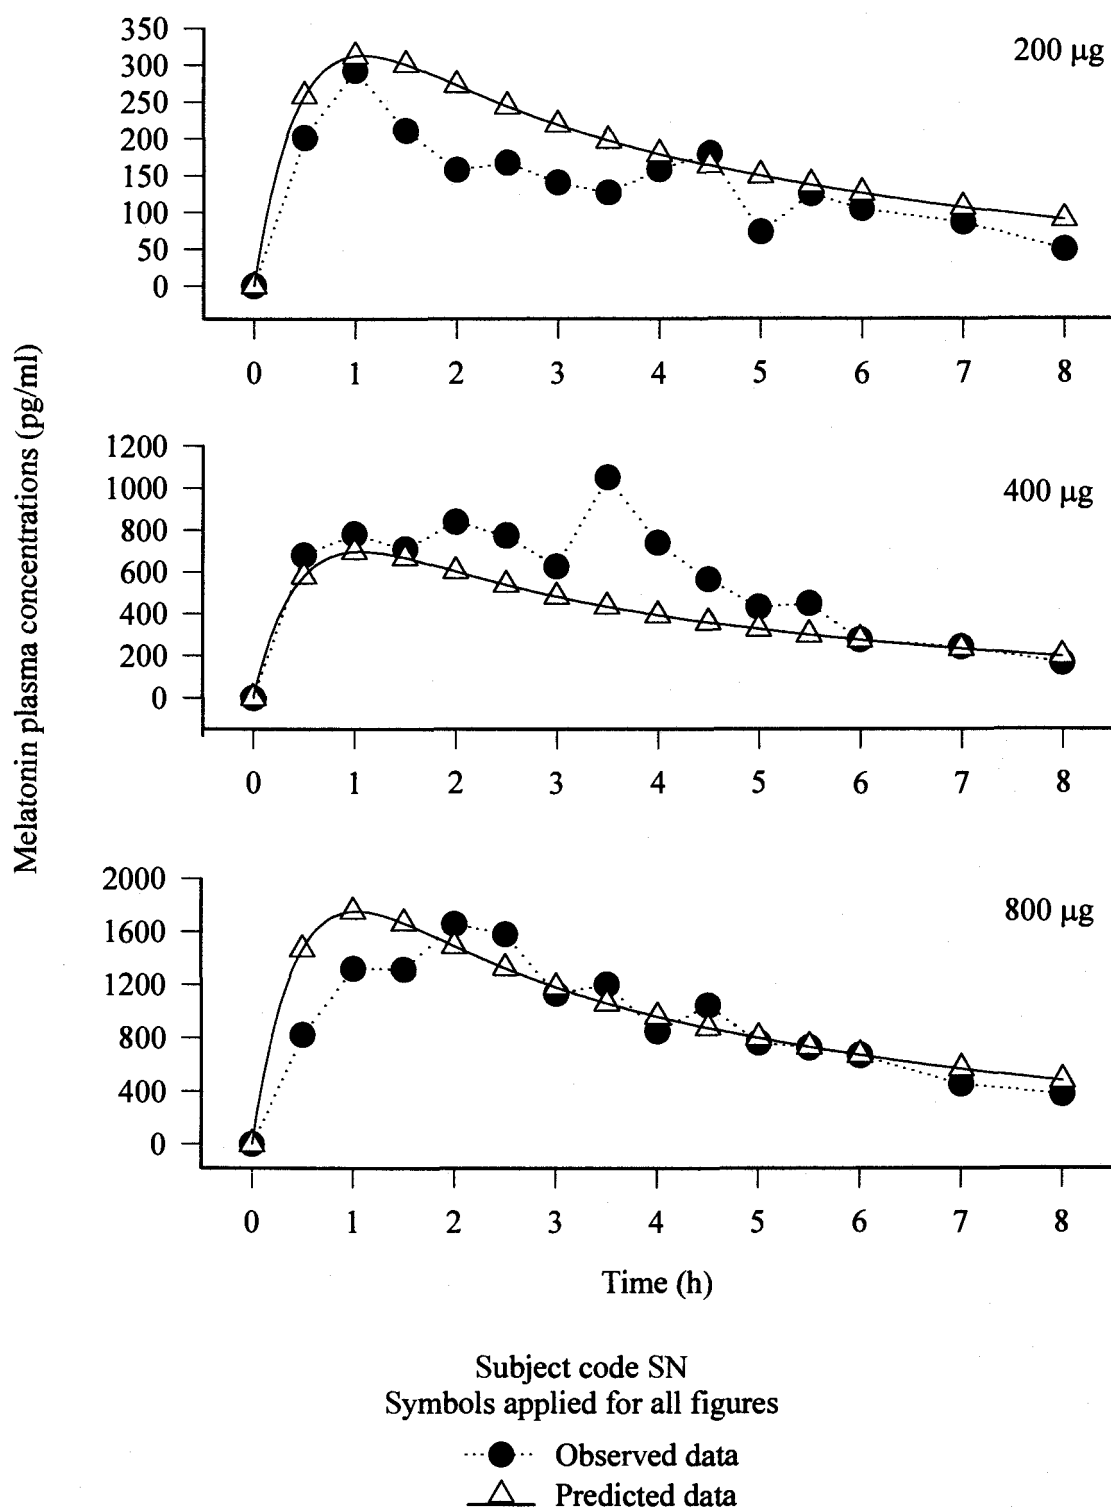 350
300
250
200
150
100
50
0
200 μg
0 1 2 3 4 5 6 7 8
Melatonin plasma concentrations (pg/ml)
1200
1000
800
600
400
200
0
400 μg
0 1 2 3 4 5 6 7 8
2000
1600
1200
800
400
0
800 μg
0 1 2 3 4 5 6 7 8
Time (h)
Subject code SN
Symbols applied for all figures
Observed data
Predicted data